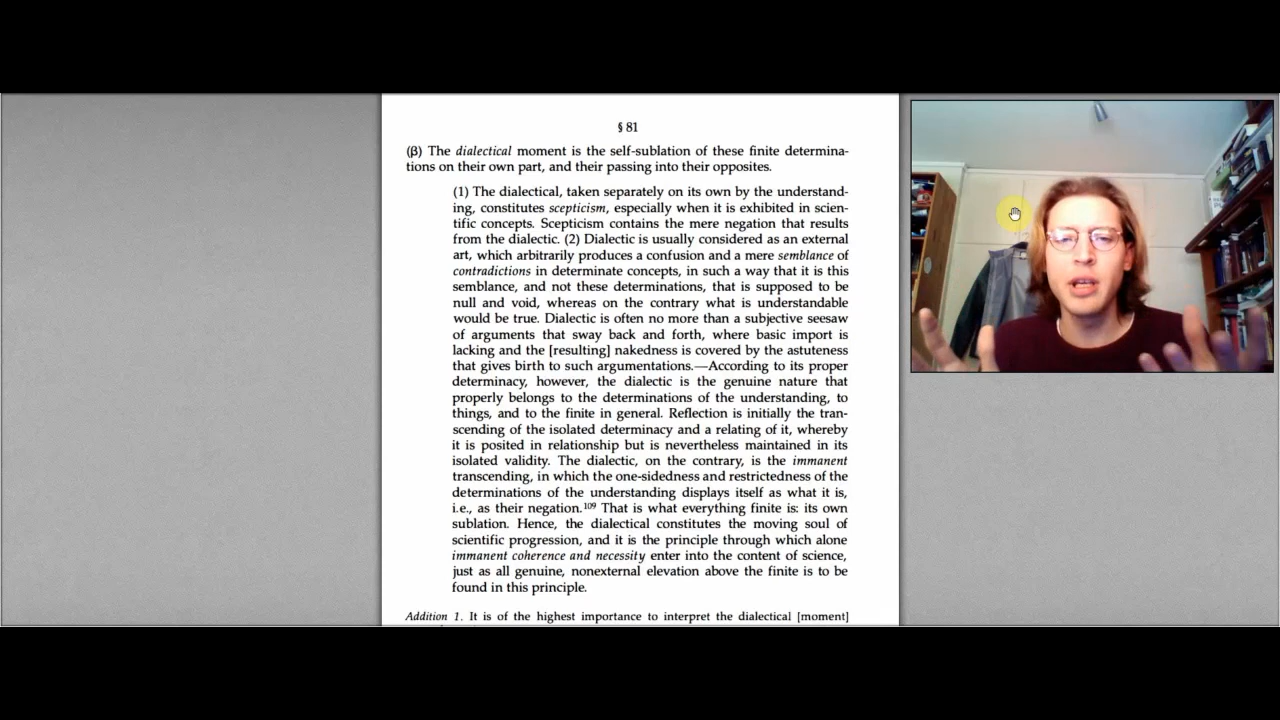 § 81
(β) The dialectical moment is the self-sublation of these finite determina-
tions on their own part, and their passing into their opposites.
(1) The dialectical, taken separately on its own by the understand-
ing, constitutes scepticism, especially when it is exhibited in scien-
tific concepts. Scepticism contains the mere negation that results
from the dialectic. (2) Dialectic is usually considered as an external
art, which arbitrarily produces a confusion and a mere semblance of
contradictions in determinate concepts, in such a way that it is this
semblance, and not these determinations, that is supposed to be
null and void, whereas on the contrary what is understandable
would be true. Dialectic is often no more than a subjective seesaw
of arguments that sway back and forth, where basic import is
lacking and the [resulting] nakedness is covered by the astuteness
that gives birth to such argumentations.—According to its proper
determinacy, however, the dialectic is the genuine nature that
properly belongs to the determinations of the understanding, to
things, and to the finite in general. Reflection is initially the tran-
scending of the isolated determinacy and a relating of it, whereby
it is posited in relationship but is nevertheless maintained in its
isolated validity. The dialectic, on the contrary, is the immanent
transcending, in which the one-sidedness and restrictedness of the
determinations of the understanding displays itself as what it is,
i.e., as their negation.¹⁰⁹ That is what everything finite is: its own
sublation. Hence, the dialectical constitutes the moving soul of
scientific progression, and it is the principle through which alone
immanent coherence and necessity enter into the content of science,
just as all genuine, nonexternal elevation above the finite is to be
found in this principle.
Addition 1. It is of the highest importance to interpret the dialectical [moment]